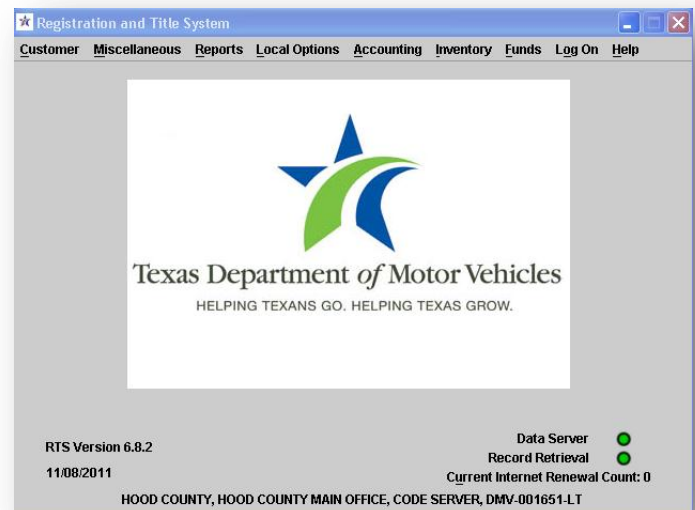 Registration and Title System
Customer Miscellaneous Reports Local Options Accounting Inventory Funds Log On Help
Texas Department of Motor Vehicles
HELPING TEXANS GO. HELPING TEXAS GROW.
RTS Version 6.8.2
11/08/2011
Data Server
Record Retrieval
Current Internet Renewal Count: 0
HOOD COUNTY, HOOD COUNTY MAIN OFFICE, CODE SERVER, DMV-001651-LT